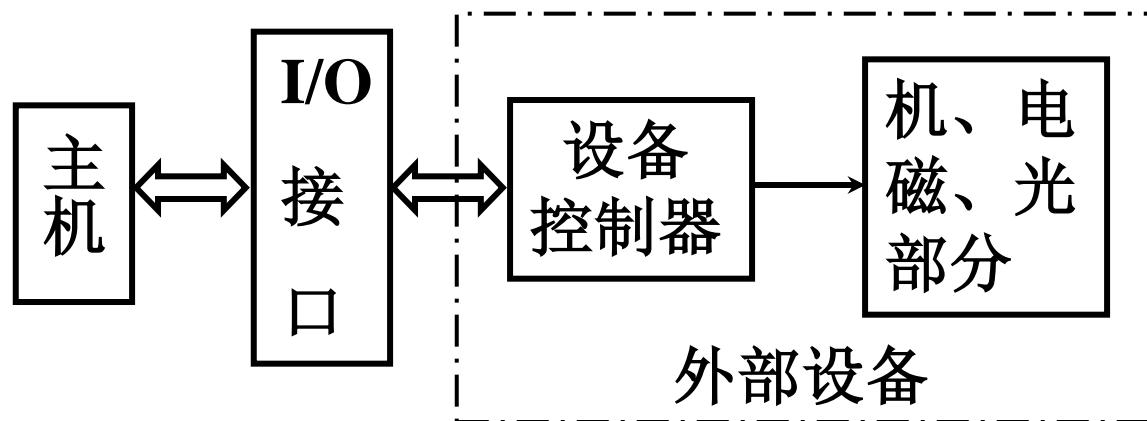 主
机
I/O
接
口
设备
控制器
机、电
磁、光
部分
外部设备